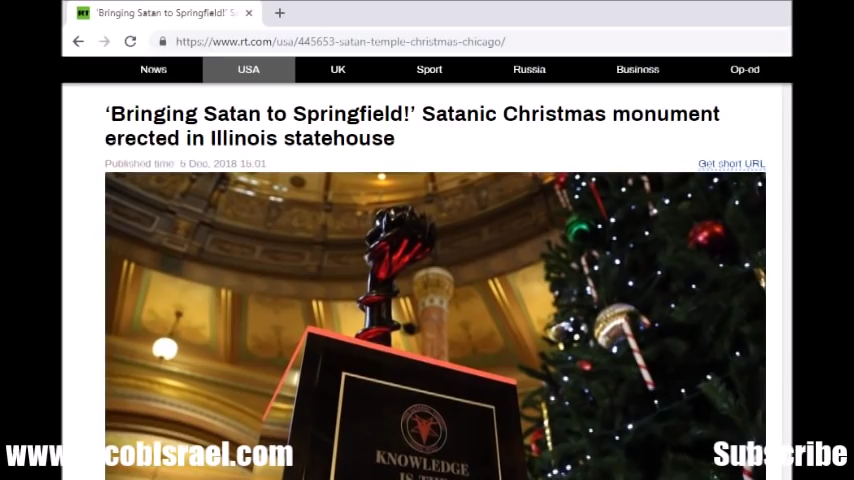 'Bringing Satan to Springfield!' S
https://www.rt.com/usa/445653-satan-temple-christmas-chicago/
News USA UK Sport Russia Business Op-ed
‘Bringing Satan to Springfield!’ Satanic Christmas monument
erected in Illinois statehouse
Published time: 5 Dec, 2018 Get short URL
KNOWLEDGE
IS THE
Subscribe